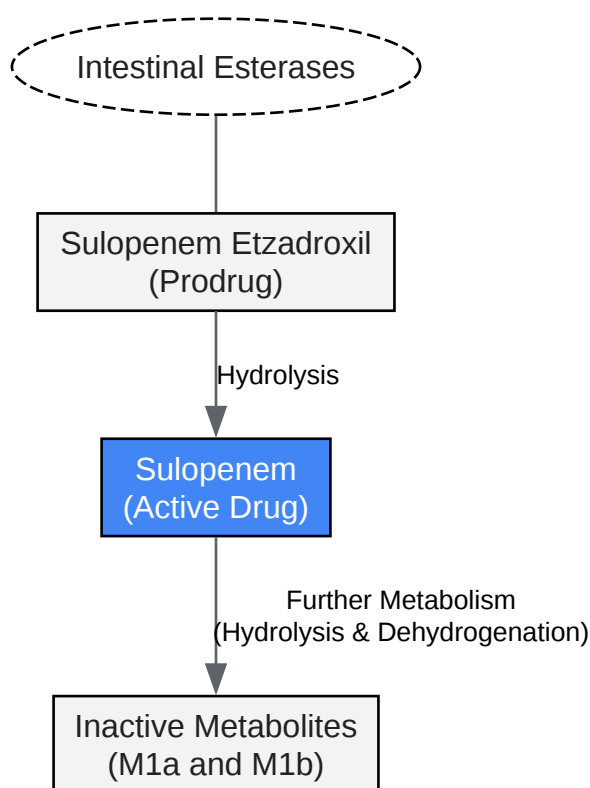 Intestinal Esterases
Sulopenem Etzadroxil
(Prodrug)
Hydrolysis
Sulopenem
(Active Drug)
Further Metabolism
(Hydrolysis & Dehydrogenation)
Inactive Metabolites
(M1a and M1b)